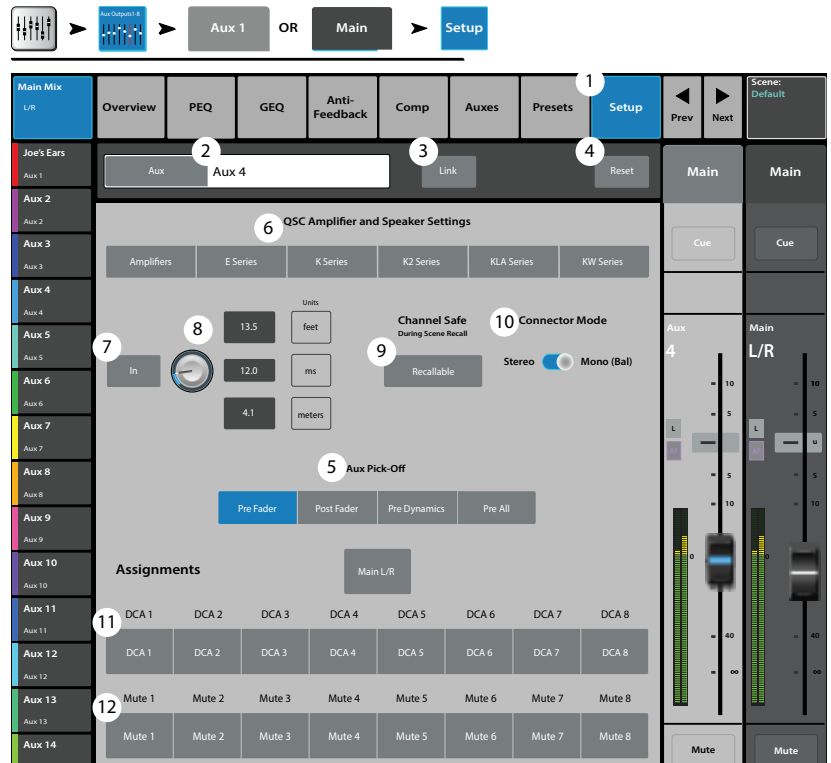 Aux Outputs1-8
Aux 1 OR Main Setup
Main Mix
L/R
Overview PEQ GEQ Anti-Feedback Comp Auxes Presets 1 Setup Prev Next
Scene:
Default
Joe's Ears
Aux 1
Aux 2
Aux 2
Aux 3
Aux 3
Aux 4
Aux 4
Aux 5
Aux 5
Aux 6
Aux 6
Aux 7
Aux 7
Aux 8
Aux 8
Aux 9
Aux 9
Aux 10
Aux 10
Aux 11
Aux 11
Aux 12
Aux 12
Aux 13
Aux 13
Aux 14
2 3 4
Aux Aux 4 Link Reset
6 QSC Amplifier and Speaker Settings
Amplifiers E Series K Series K2 Series KLA Series KW Series
Units
7 In
8
13.5 feet
12.0 ms
4.1 meters
Channel Safe
During Scene Recall
9
Recallable
10 Connector Mode
Stereo Mono (Bal)
5 Aux Pick-Off
Pre Fader Post Fader Pre Dynamics Pre All
Assignments Main L/R
11 DCA 1 DCA 2 DCA 3 DCA 4 DCA 5 DCA 6 DCA 7 DCA 8
DCA 1 DCA 2 DCA 3 DCA 4 DCA 5 DCA 6 DCA 7 DCA 8
12 Mute 1 Mute 2 Mute 3 Mute 4 Mute 5 Mute 6 Mute 7 Mute 8
Mute 1 Mute 2 Mute 3 Mute 4 Mute 5 Mute 6 Mute 7 Mute 8
Main Main
Cue Cue
Aux
4
Main
L/R
10 10
5 5
L L
M M
U
5 5
10 10
0 0
40 40
∞ ∞
Mute Mute